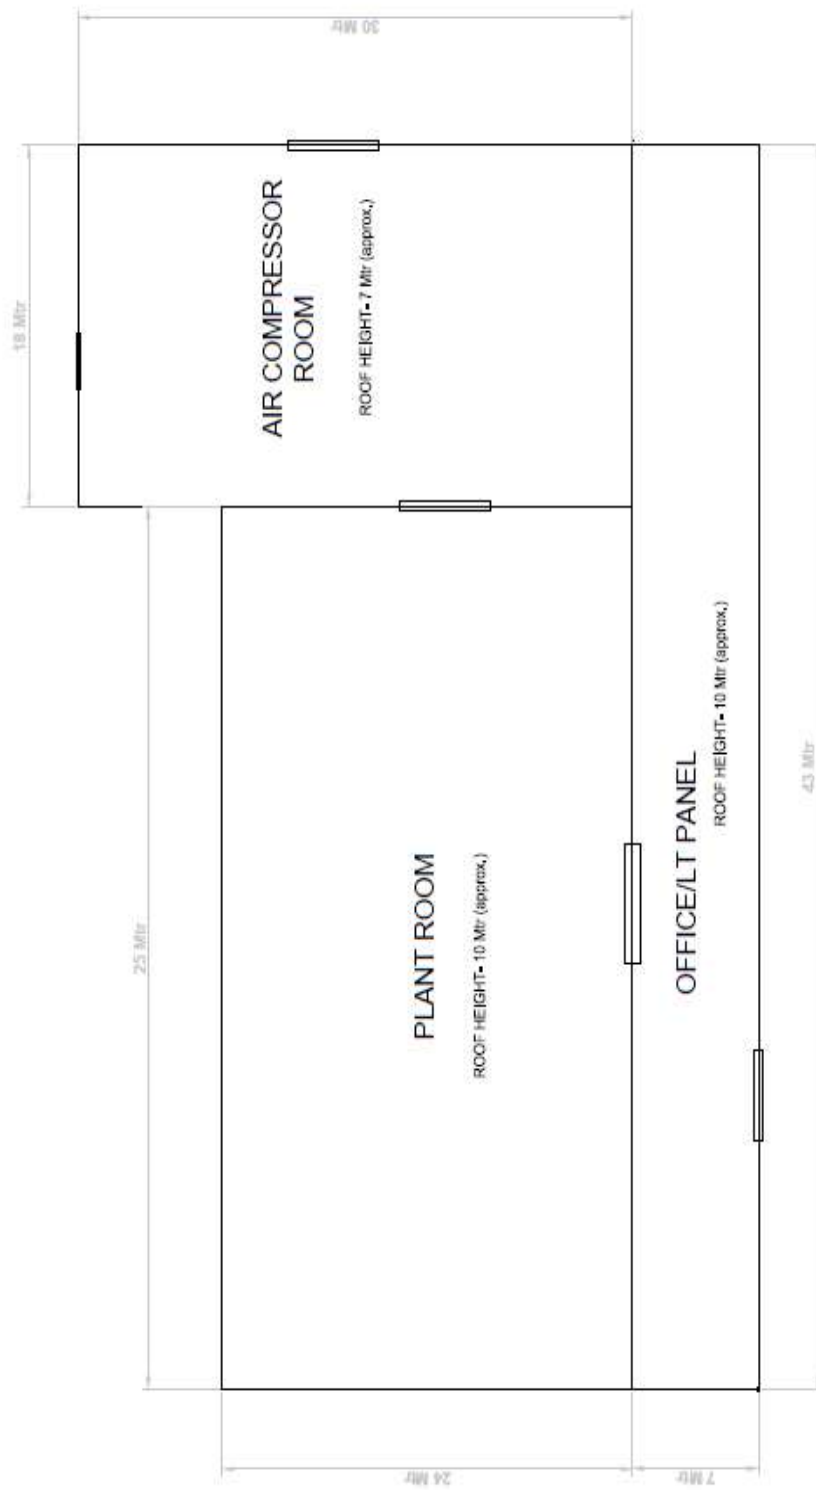 30 Mtr
18 Mtr
AIR COMPRESSOR
ROOM
ROOF HEIGHT- 7 Mtr (approx.)
25 Mtr
PLANT ROOM
ROOF HEIGHT- 10 Mtr (approx.)
OFFICE/LT PANEL
ROOF HEIGHT- 10 Mtr (approx.)
43 Mtr
24 Mtr
7 Mtr